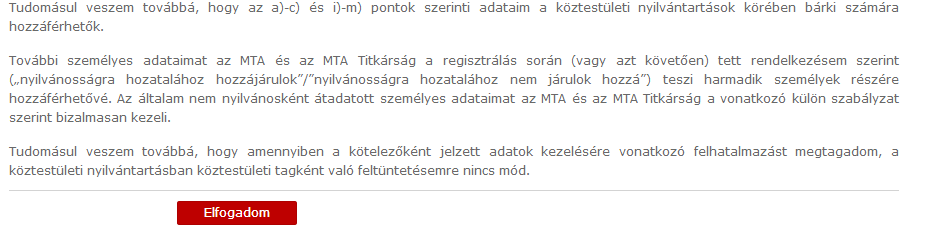 Tudomásul veszem továbbá, hogy az a)-c) és i)-m) pontok szerinti adataim a köztestületi nyilvántartások körében bárki számára
hozzáférhetők.
További személyes adataimat az MTA és az MTA Titkárság a regisztrálás során (vagy azt követően) tett rendelkezésem szerint
(„nyilvánosságra hozatalához hozzájárulok”/”nyilvánosságra hozatalához nem járulok hozzá”) teszi harmadik személyek részére
hozzáférhetővé. Az általam nem nyilvánosként átadatott személyes adataimat az MTA és az MTA Titkárság a vonatkozó külön szabályzat
szerint bizalmasan kezeli.
Tudomásul veszem továbbá, hogy amennyiben a kötelezőként jelzett adatok kezelésére vonatkozó felhatalmazást megtagadom, a
köztestületi nyilvántartásban köztestületi tagként való feltüntetésemre nincs mód.
Elfogadom